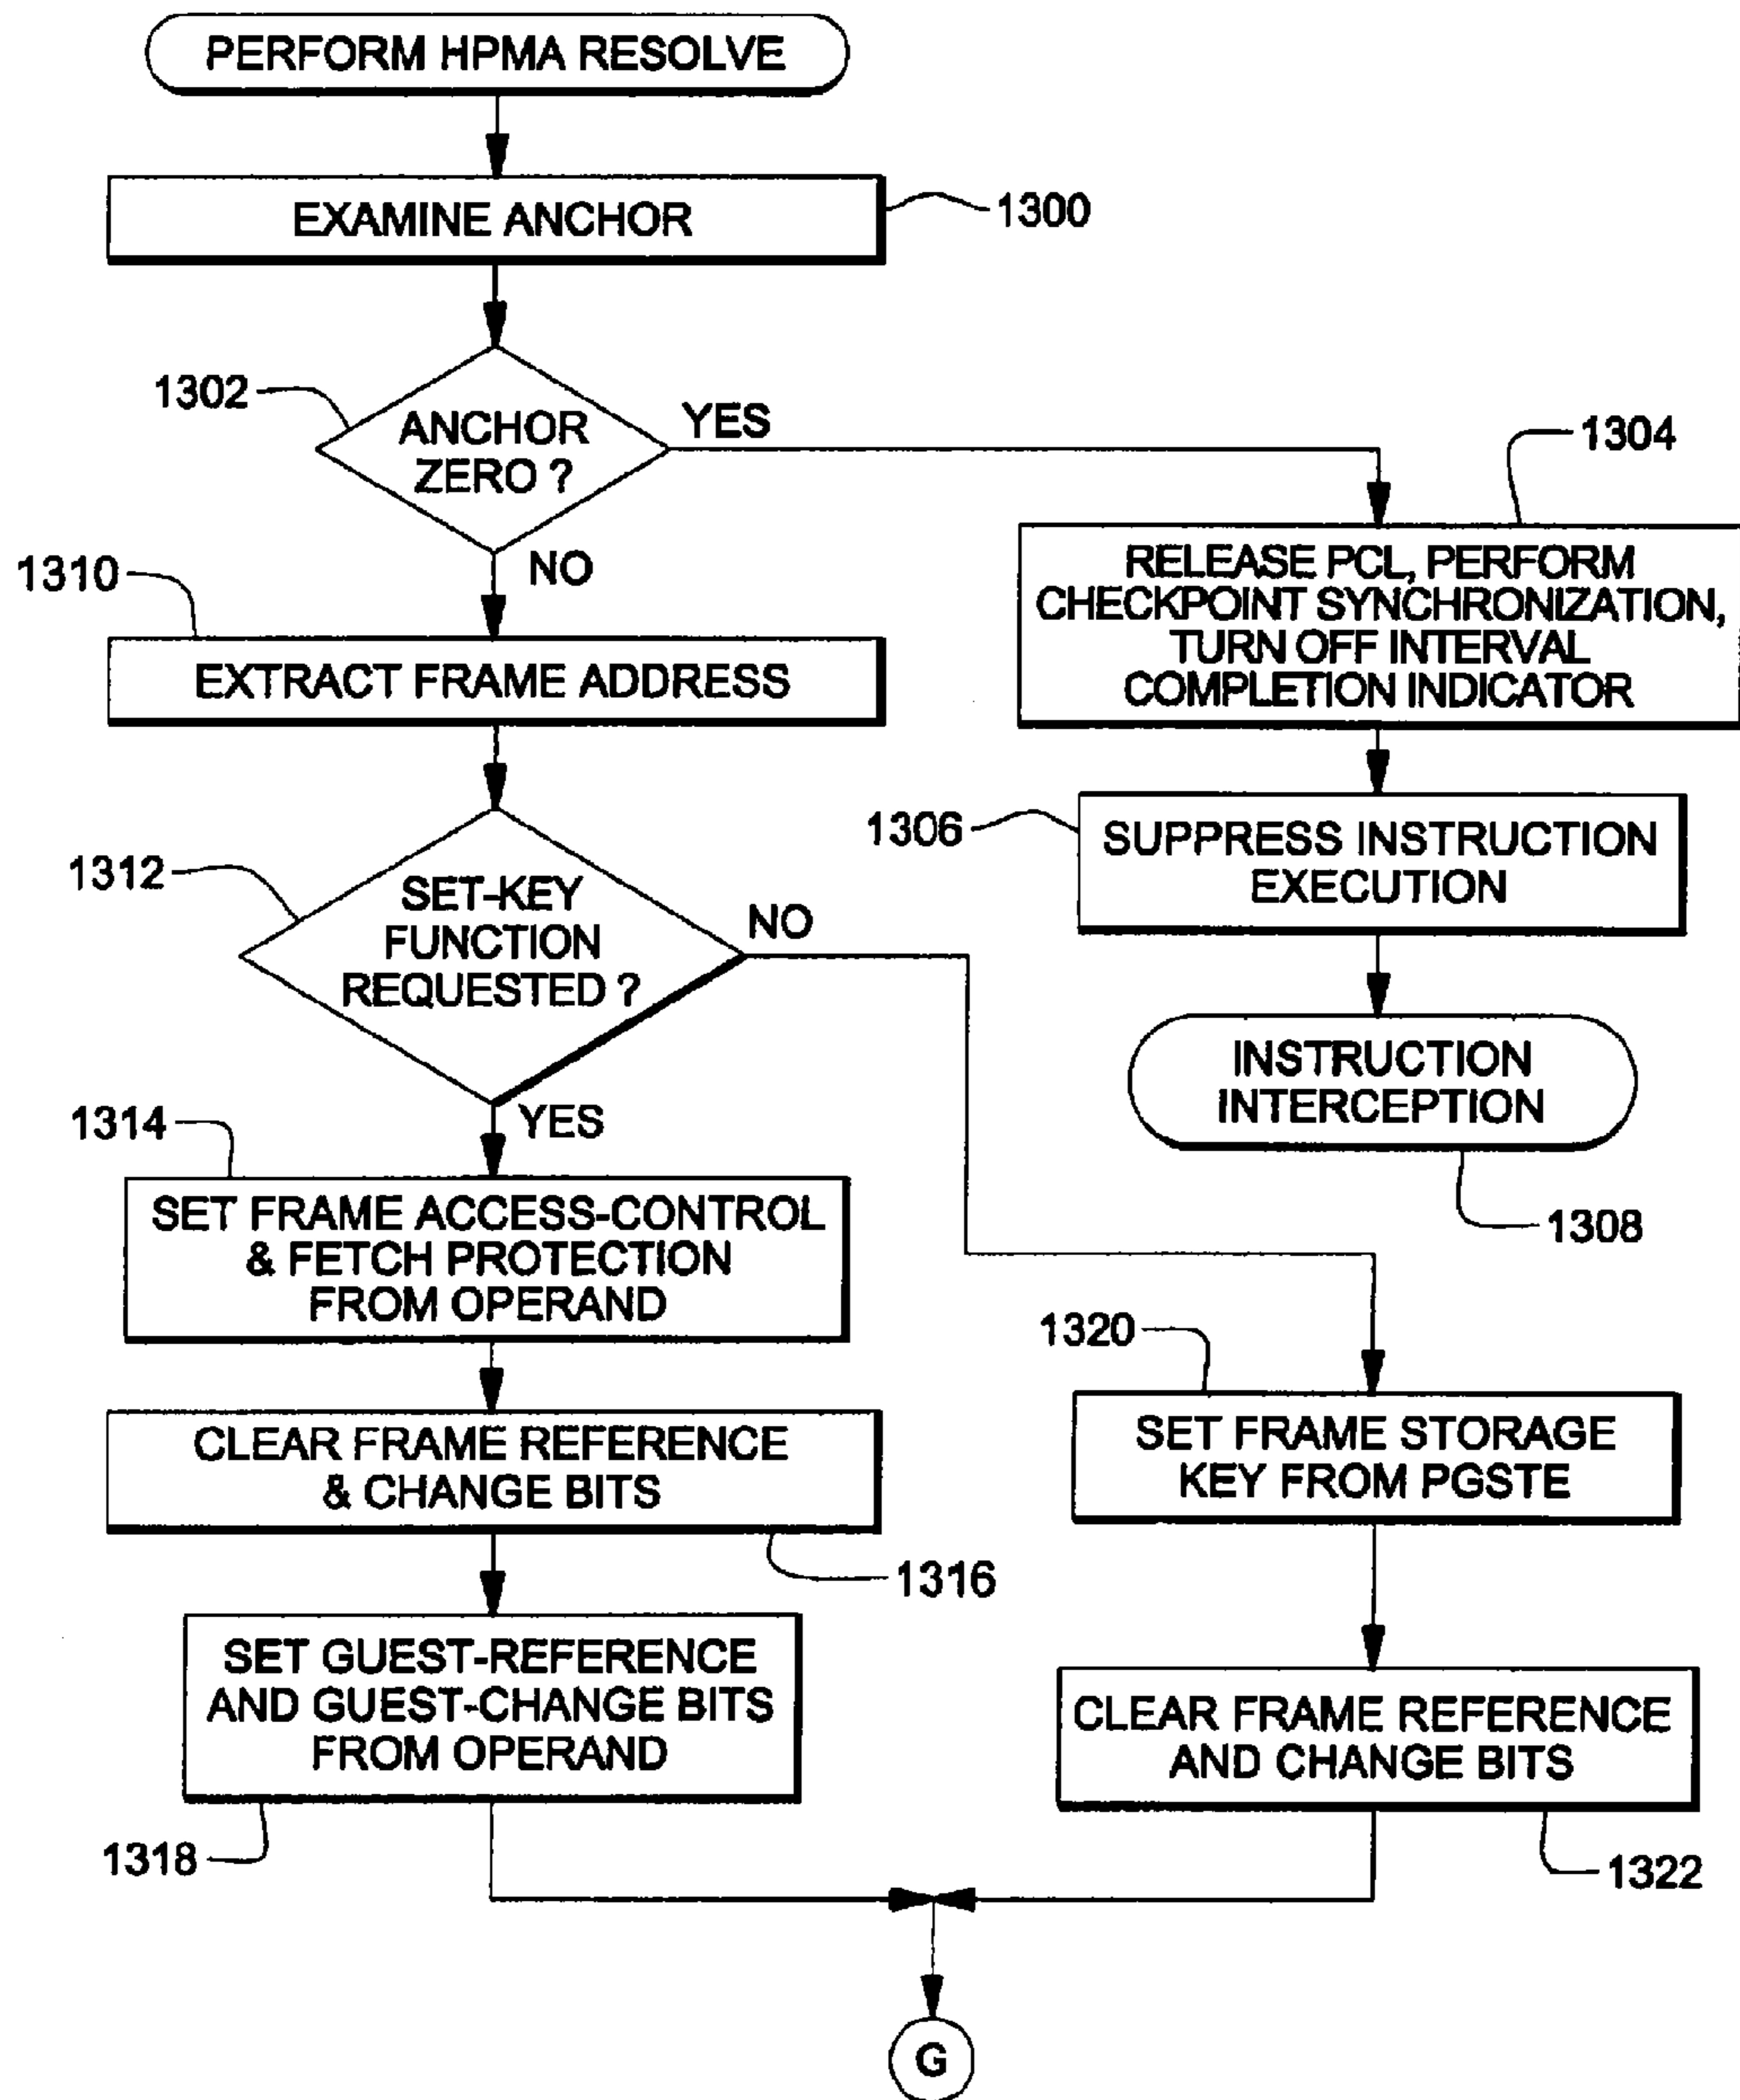 PERFORM HPMA RESOLVE
EXAMINE ANCHOR
1300
1302
ANCHOR
ZERO ?
YES
NO
1304
RELEASE PCL, PERFORM
CHECKPOINT SYNCHRONIZATION,
TURN OFF INTERVAL
COMPLETION INDICATOR
1306
SUPPRESS INSTRUCTION
EXECUTION
INSTRUCTION
INTERCEPTION
1308
1310
EXTRACT FRAME ADDRESS
1312
SET-KEY
FUNCTION
REQUESTED ?
NO
YES
1314
SET FRAME ACCESS-CONTROL
& FETCH PROTECTION
FROM OPERAND
CLEAR FRAME REFERENCE
& CHANGE BITS
1316
SET GUEST-REFERENCE
AND GUEST-CHANGE BITS
FROM OPERAND
1318
1320
SET FRAME STORAGE
KEY FROM PGSTE
CLEAR FRAME REFERENCE
AND CHANGE BITS
1322
G